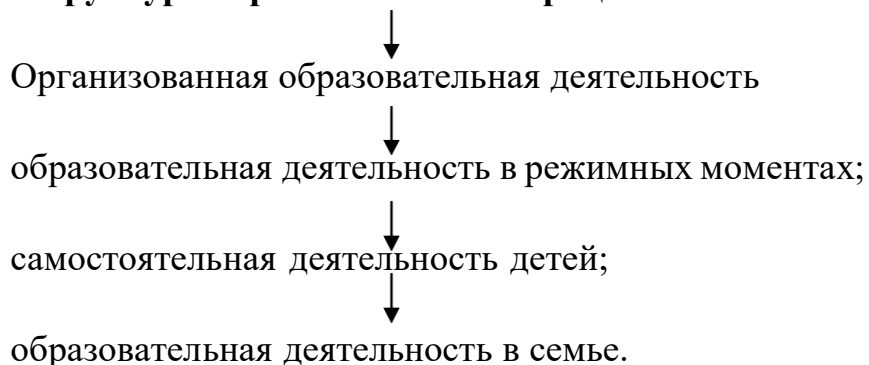 Организованная образовательная деятельность
образовательная деятельность в режимных моментах;
самостоятельная деятельность детей;
образовательная деятельность в семье.